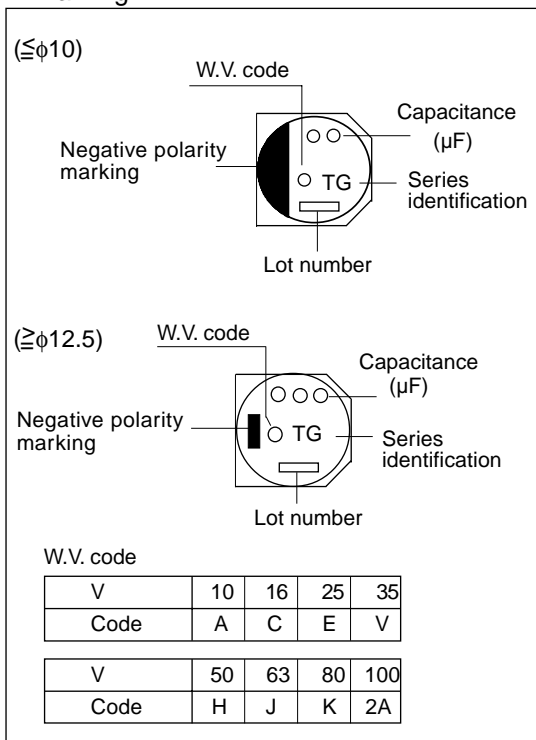 (≦ϕ10)
W.V. code
Capacitance
(µF)
Negative polarity
marking
TG
Series
identification
Lot number
(≧ϕ12.5)
W.V. code
Capacitance
(µF)
Negative polarity
marking
TG
Series
identification
Lot number
W.V. code
V 10 16 25 35
Code A C E V
V 50 63 80 100
Code H J K 2A